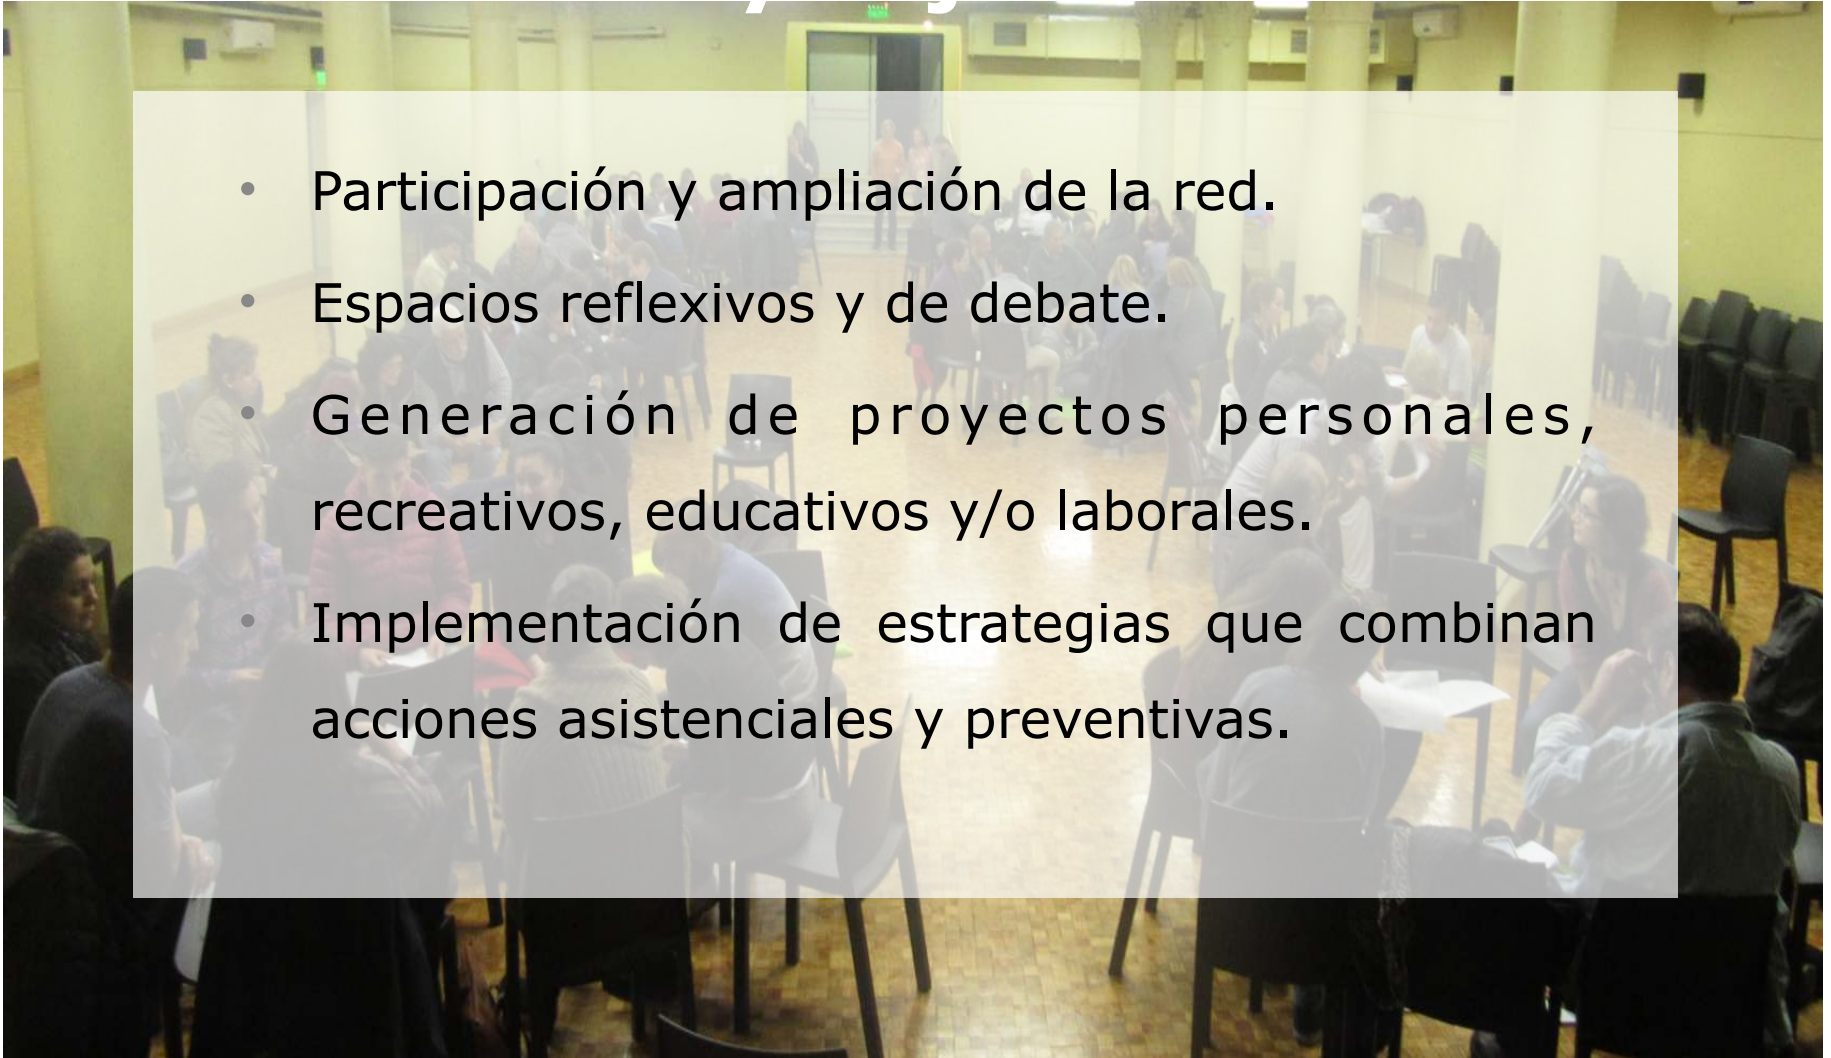 Participación y ampliación de la red.
Espacios reflexivos y de debate.
Generación de proyectos personales,
recreativos, educativos y/o laborales.
Implementación de estrategias que combinan
acciones asistenciales y preventivas.